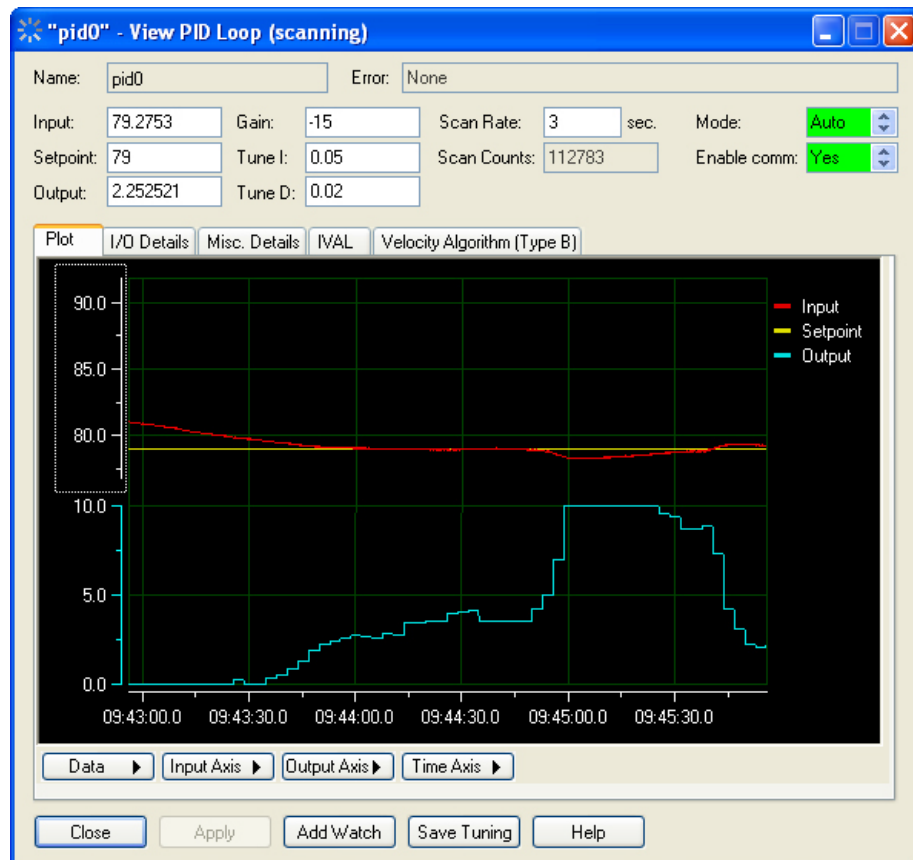 "pid0" - View PID Loop (scanning)
Name: pid0 Error: None
Input: 79.2753 Gain: -15 Scan Rate: 3 sec. Mode: Auto
Setpoint: 79 Tune I: 0.05 Scan Counts: 112783 Enable comm: Yes
Output: 2.252521 Tune D: 0.02
Plot I/O Details Misc. Details IVAL Velocity Algorithm (Type B)
90.0
85.0
80.0
10.0
5.0
0.0
Input
Setpoint
Output
09:43:00.0 09:43:30.0 09:44:00.0 09:44:30.0 09:45:00.0 09:45:30.0
Data Input Axis Output Axis Time Axis
Close Apply Add Watch Save Tuning Help